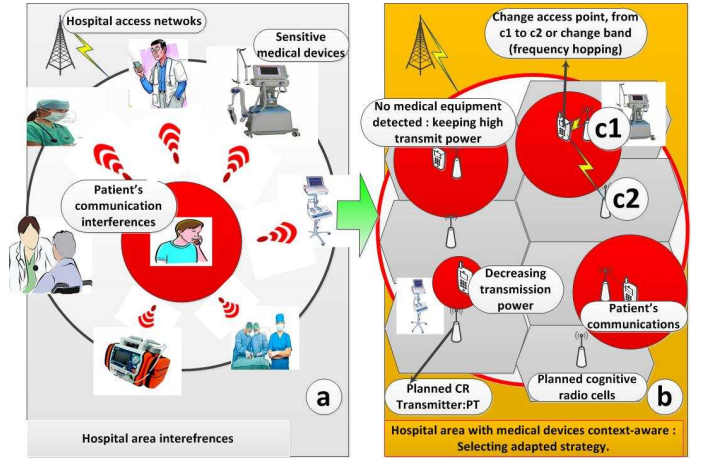 Hospital access netwoks
Sensitive
medical devices
Patient's
communication
interferences
a
Hospital area interefrences
Change access point, from
c1 to c2 or change band
(frequency hopping)
No medical equipment
detected : keeping high
transmit power
c1
c2
Decreasing
transmission
power
Patient's
communications
Planned CR
Transmitter:PT
Planned cognitive
radio cells
b
Hospital area with medical devices context-aware :
Selecting adapted strategy.